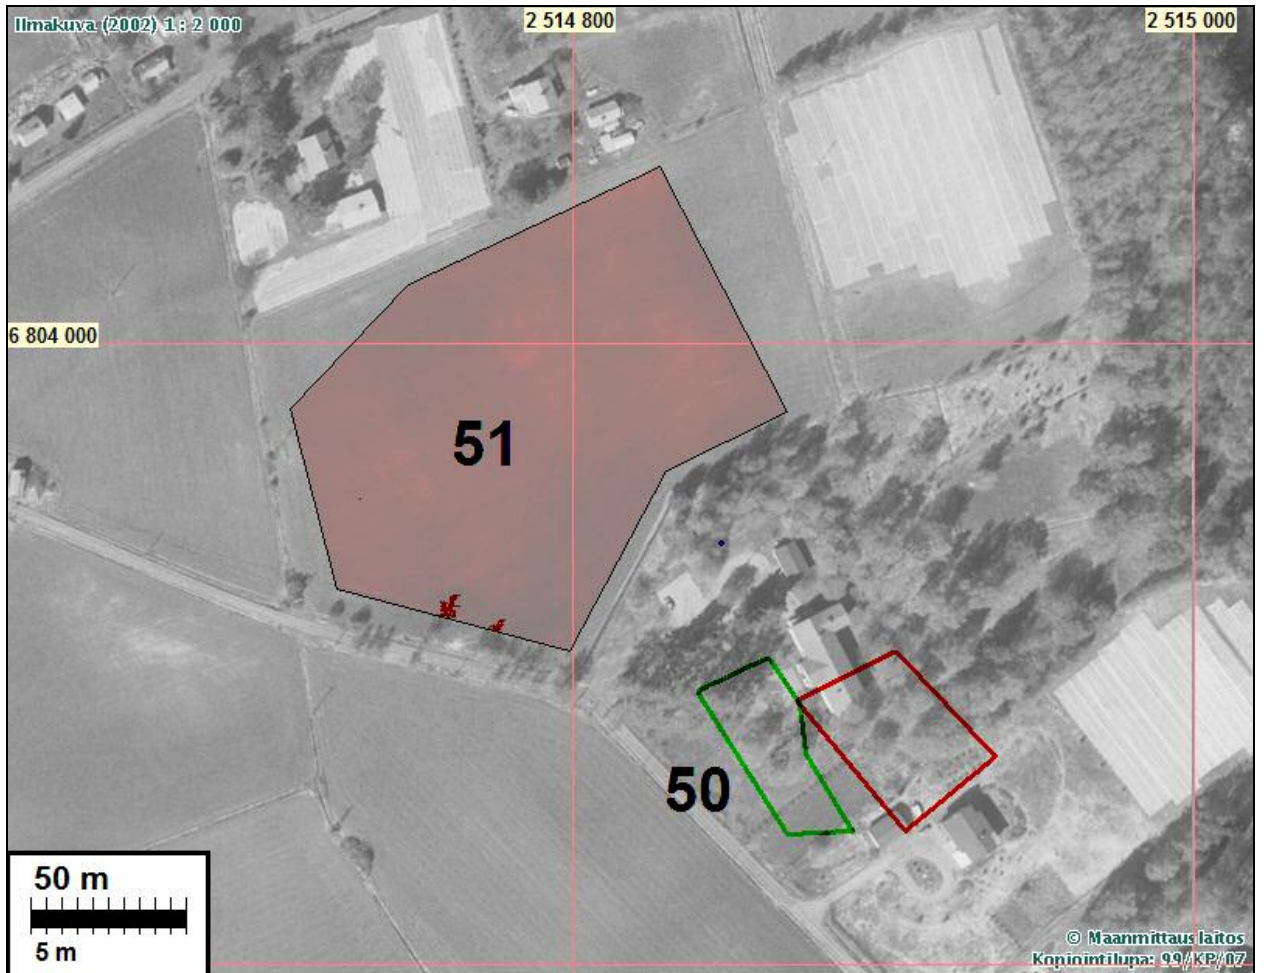 Ilmakuva (2002) 1 : 2 000
2 514 800
2 515 000
6 804 000
51
50
50 m
5 m
© Maanmittauslaitos
Kopiointilupa: 99/KP/07